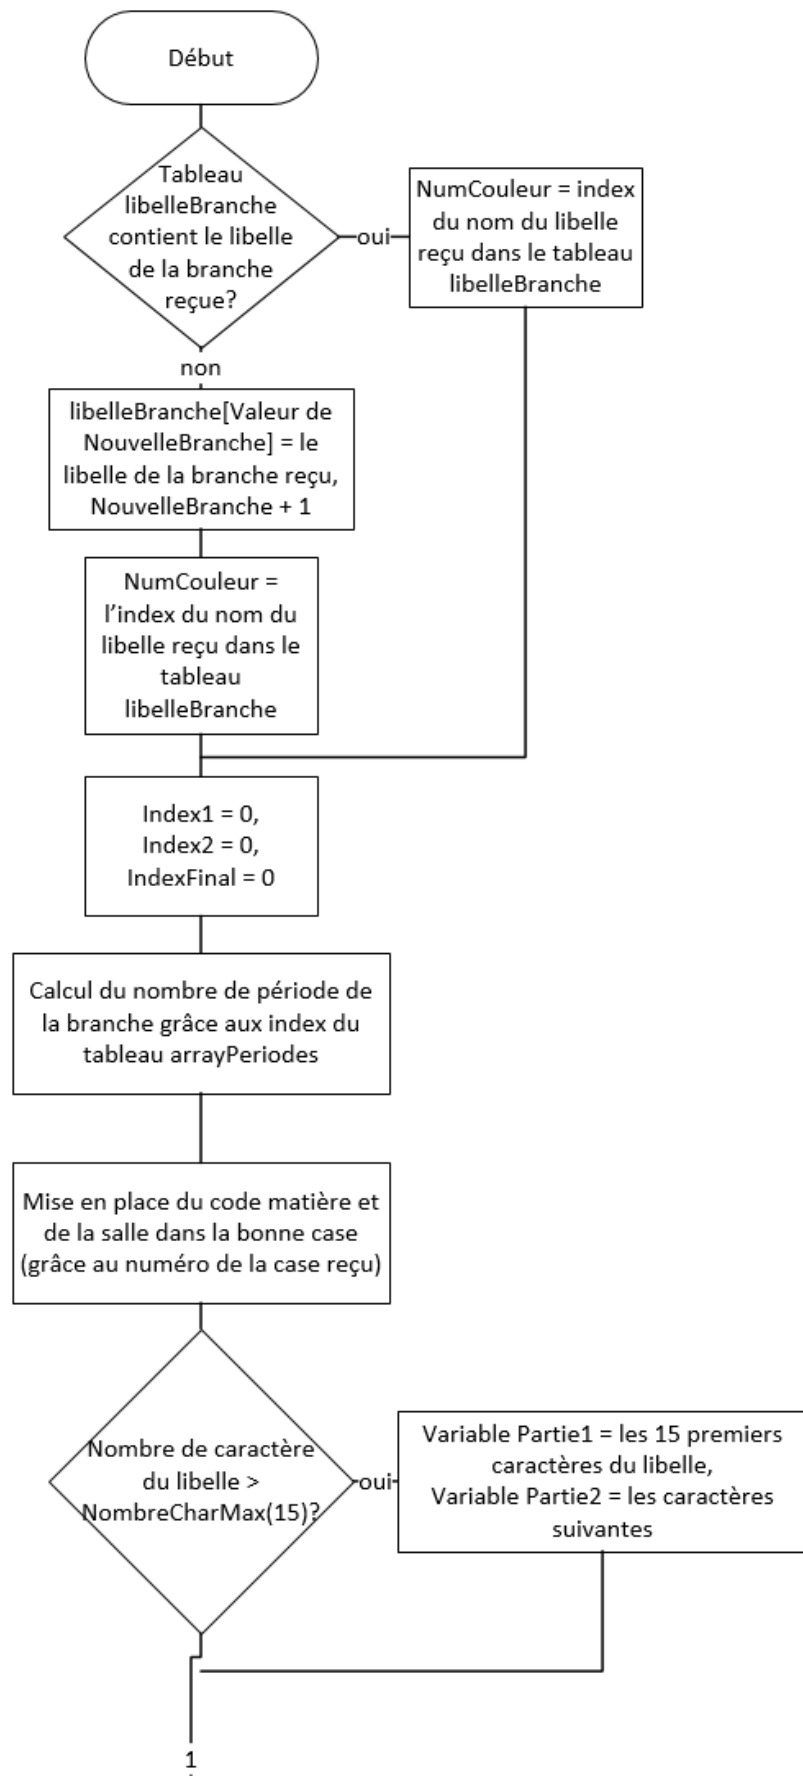 Début
Tableau
libelleBranche
contient le libelle
de la branche
reçue?
oui
NumCouleur = index
du nom du libelle
reçu dans le tableau
libelleBranche
non
libelleBranche[Valeur de
NouvelleBranche] = le
libelle de la branche reçu,
NouvelleBranche + 1
NumCouleur =
l’index du nom du
libelle reçu dans le
tableau
libelleBranche
Index1 = 0,
Index2 = 0,
IndexFinal = 0
Calcul du nombre de période de
la branche grâce aux index du
tableau arrayPeriodes
Mise en place du code matière et
de la salle dans la bonne case
(grâce au numéro de la case reçu)
Nombre de caractère
du libelle >
NombreCharMax(15)?
oui
Variable Partie1 = les 15 premiers
caractères du libelle,
Variable Partie2 = les caractères
suivantes
1